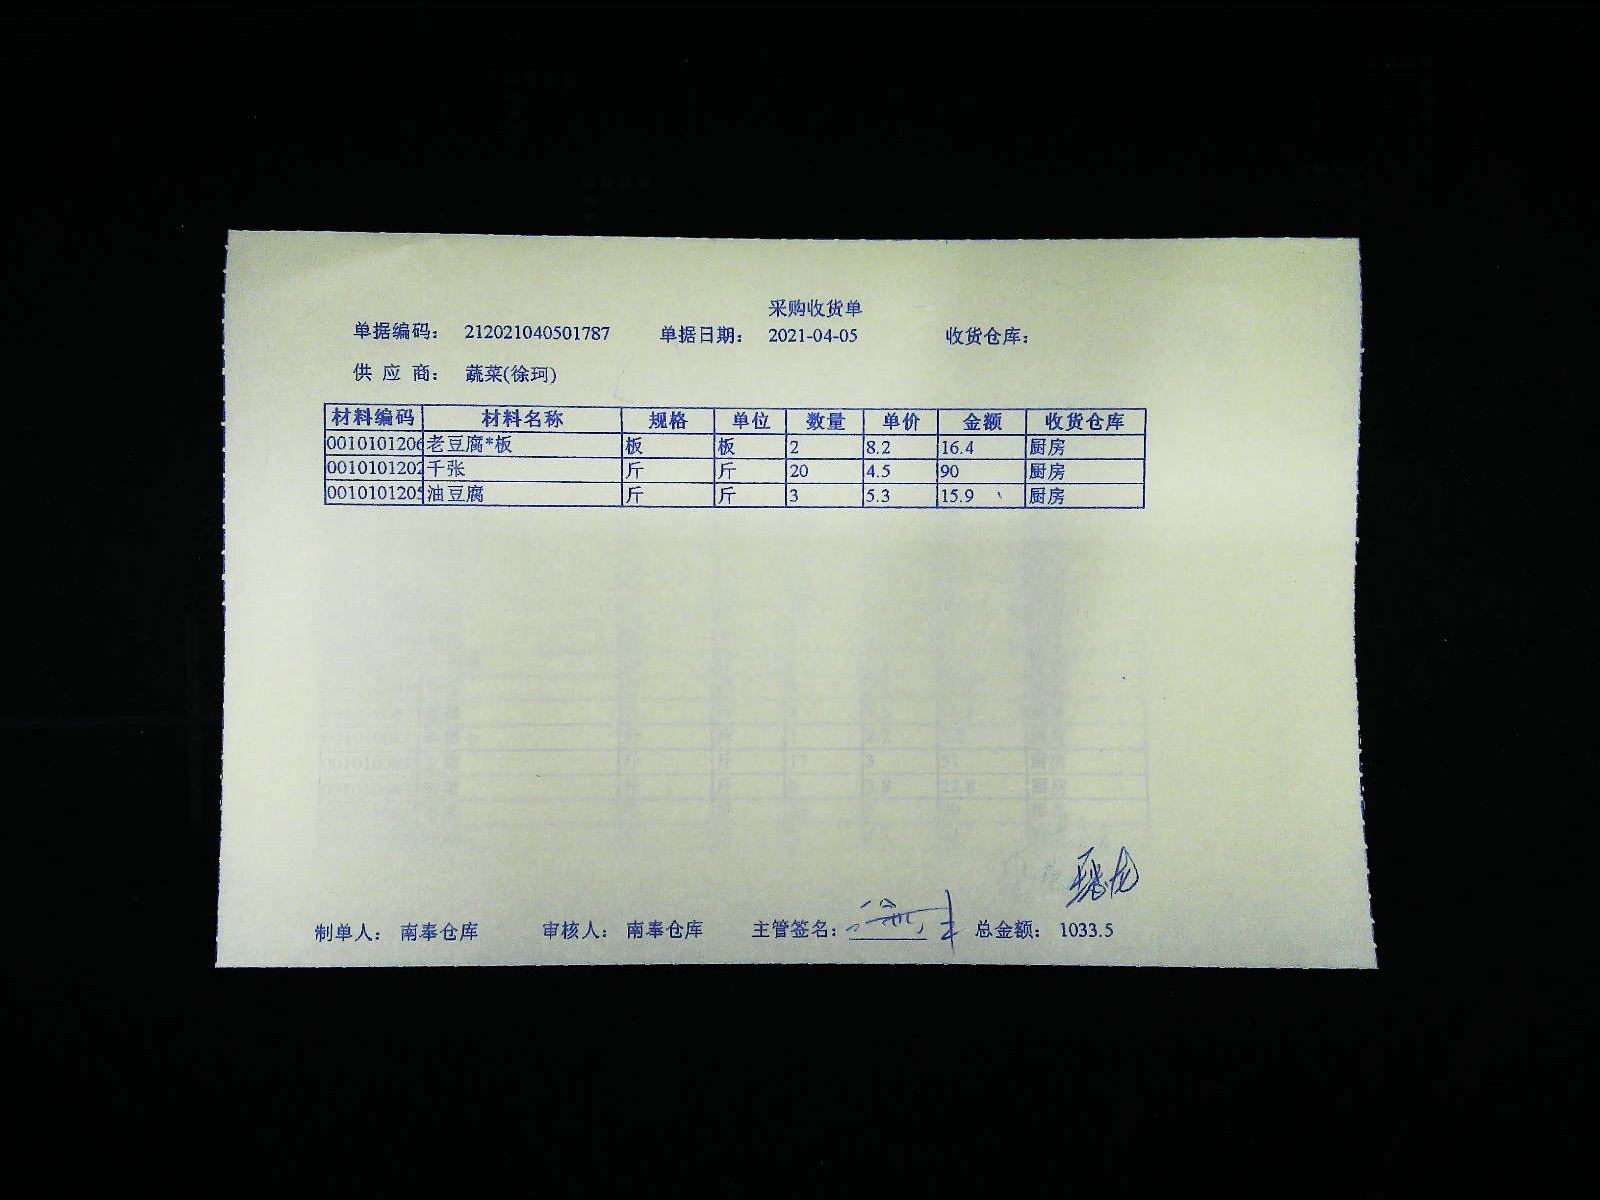 采购收货单
单据编码: 212021040501787 单据日期: 2021-04-05 收货仓库:
供 应 商: 蔬菜(徐珂)
材料编码 材料名称 规格 单位 数量 单价 金额 收货仓库
0010101206 老豆腐*板 板 板 2 8.2 16.4 厨房
0010101202 千张 斤 斤 20 4.5 90 厨房
0010101205 油豆腐 斤 斤 3 5.3 15.9 厨房
制单人: 南奉仓库 审核人: 南奉仓库 主管签名: 总金额: 1033.5